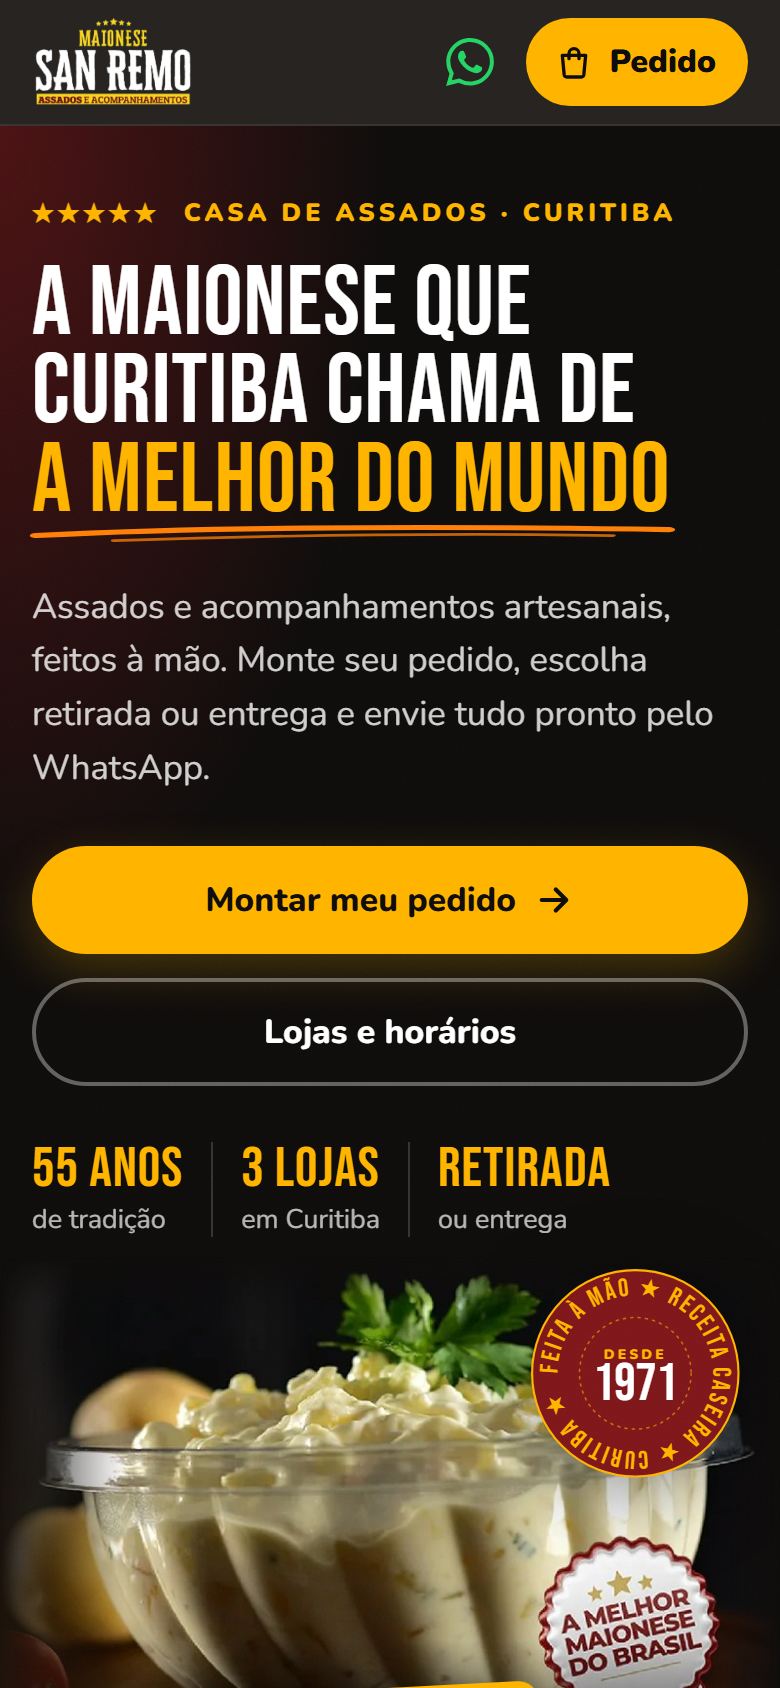 MAIONESE
SAN REMO
ASSADOS E ACOMPANHAMENTOS
Pedido
★★★★★ CASA DE ASSADOS · CURITIBA
A MAIONESE QUE
CURITIBA CHAMA DE
A MELHOR DO MUNDO
Assados e acompanhamentos artesanais,
feitos à mão. Monte seu pedido, escolha
retirada ou entrega e envie tudo pronto pelo
WhatsApp.
Montar meu pedido →
Lojas e horários
55 ANOS
de tradição
3 LOJAS
em Curitiba
RETIRADA
ou entrega
FEITA À MÃO ★ RECEITA CASEIRA ★ CURITIBA ★
DESDE
1971
A MELHOR
MAIONESE
DO BRASIL